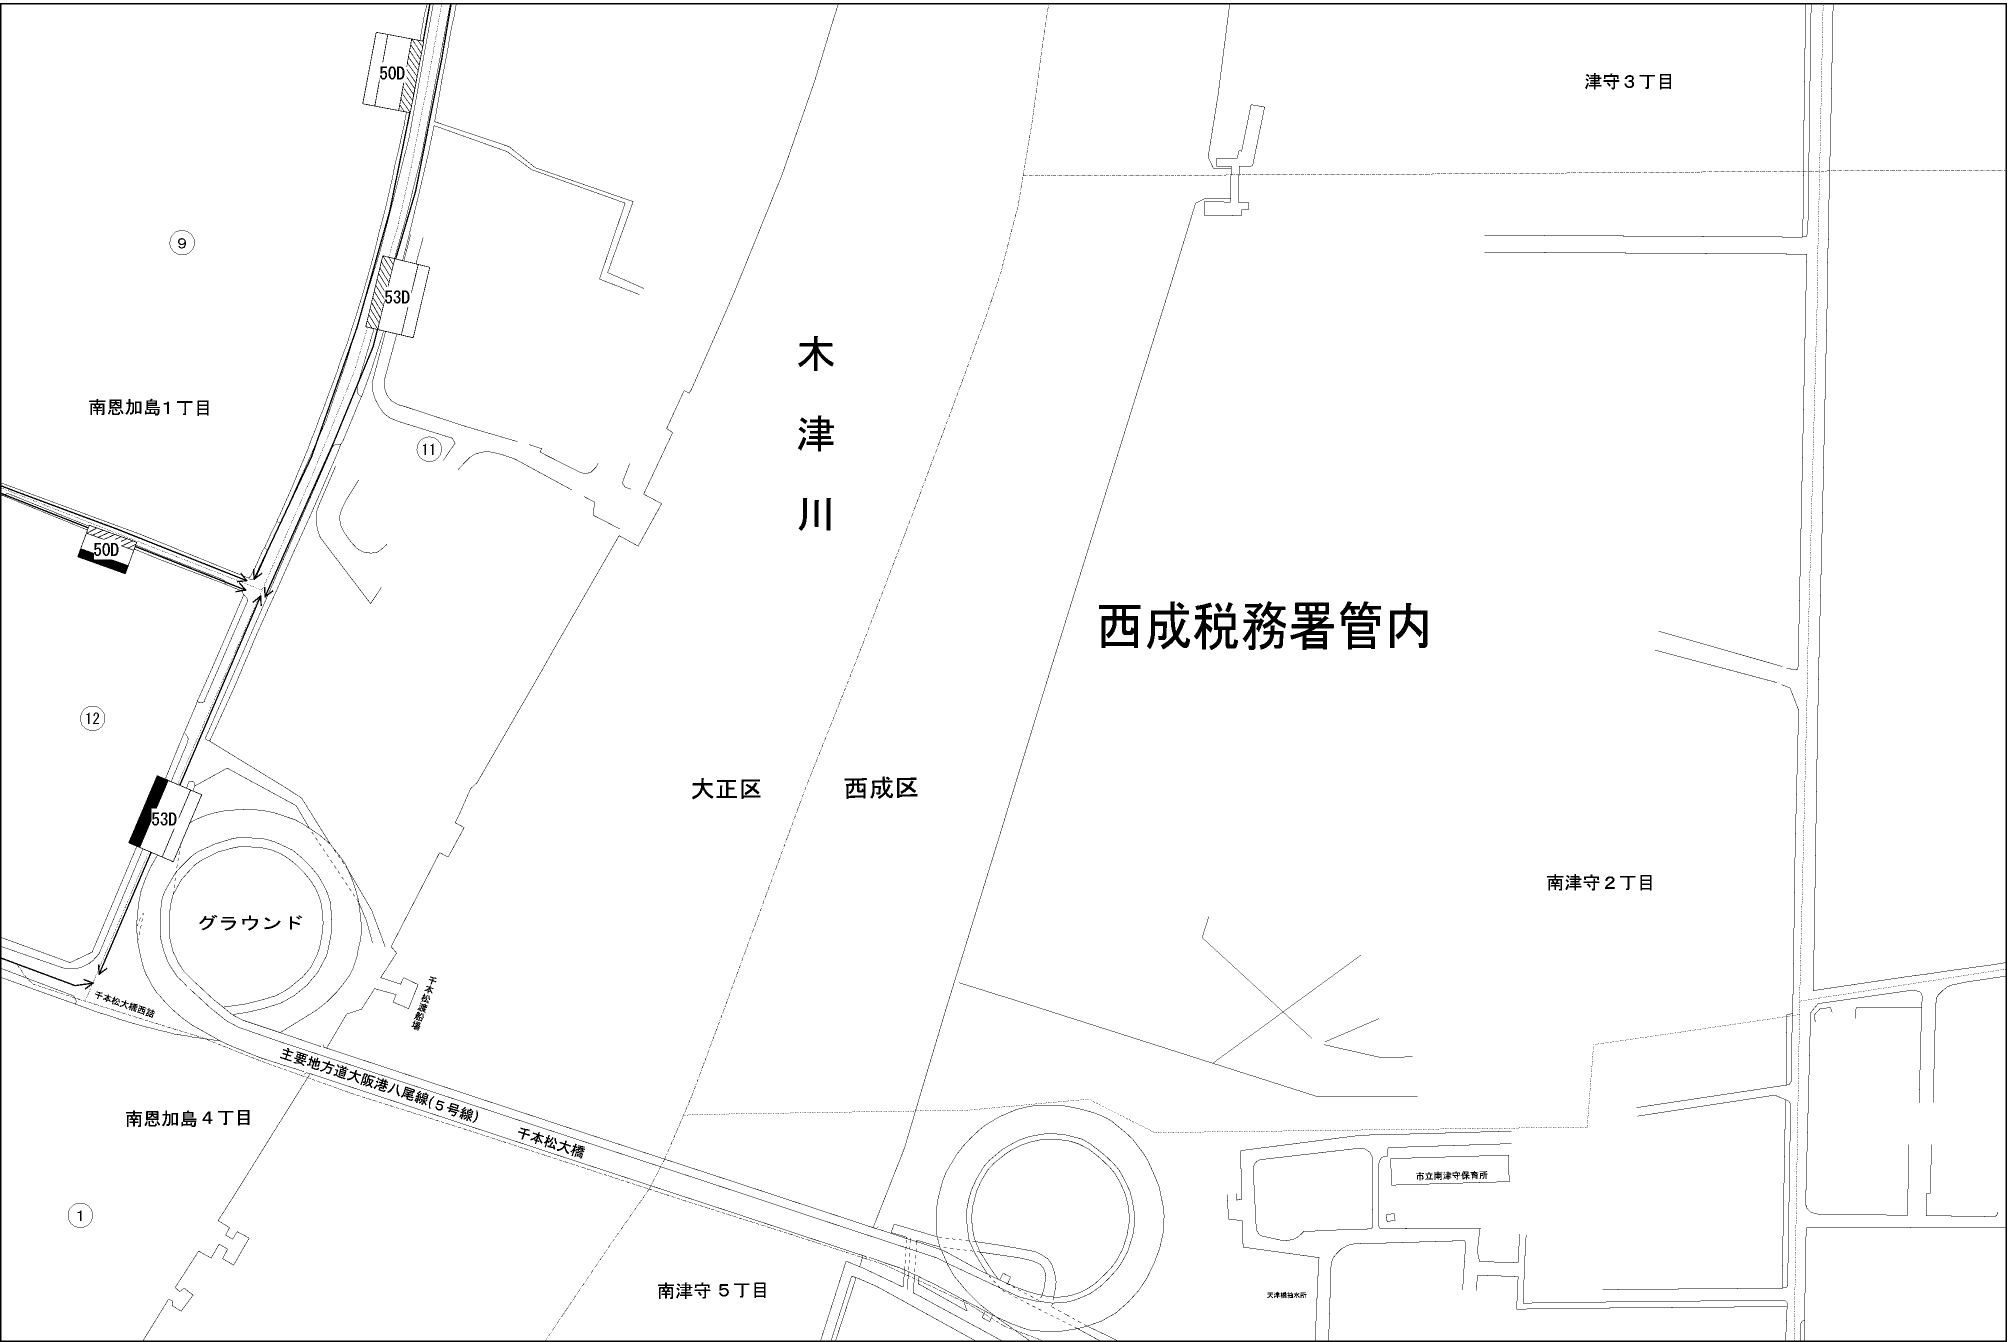 50D
津守３丁目
9
53D
木津川
南恩加島１丁目
11
50D
西成税務署管内
12
大正区
西成区
53D
南津守２丁目
グラウンド
千本松渡船場
千本松大橋西詰
主要地方道大阪港八尾線(５号線)
千本松大橋
南恩加島４丁目
市立南津守保育所
1
南津守５丁目